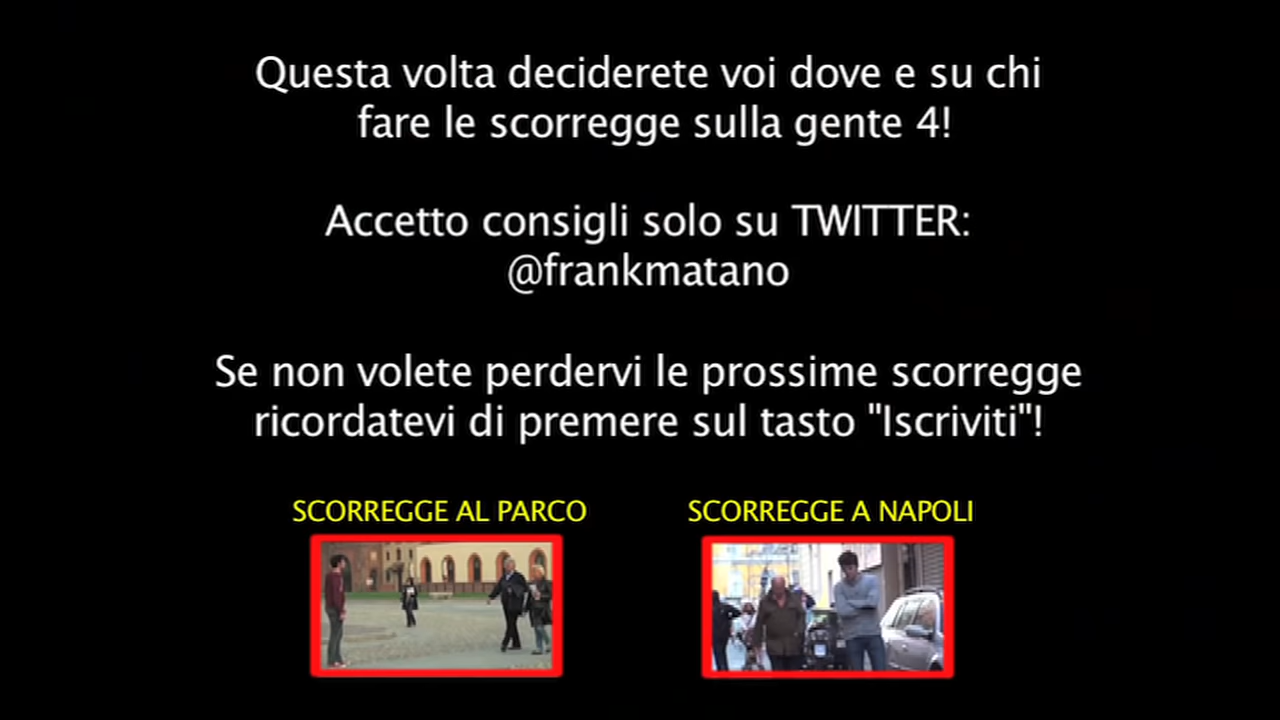 Questa volta deciderete voi dove e su chi
fare le scorregge sulla gente 4!
Accetto consigli solo su TWITTER:
@frankmatano
Se non volete perdervi le prossime scorregge
ricordatevi di premere sul tasto "Iscriviti"!
SCORREGGE AL PARCO
SCORREGGE A NAPOLI